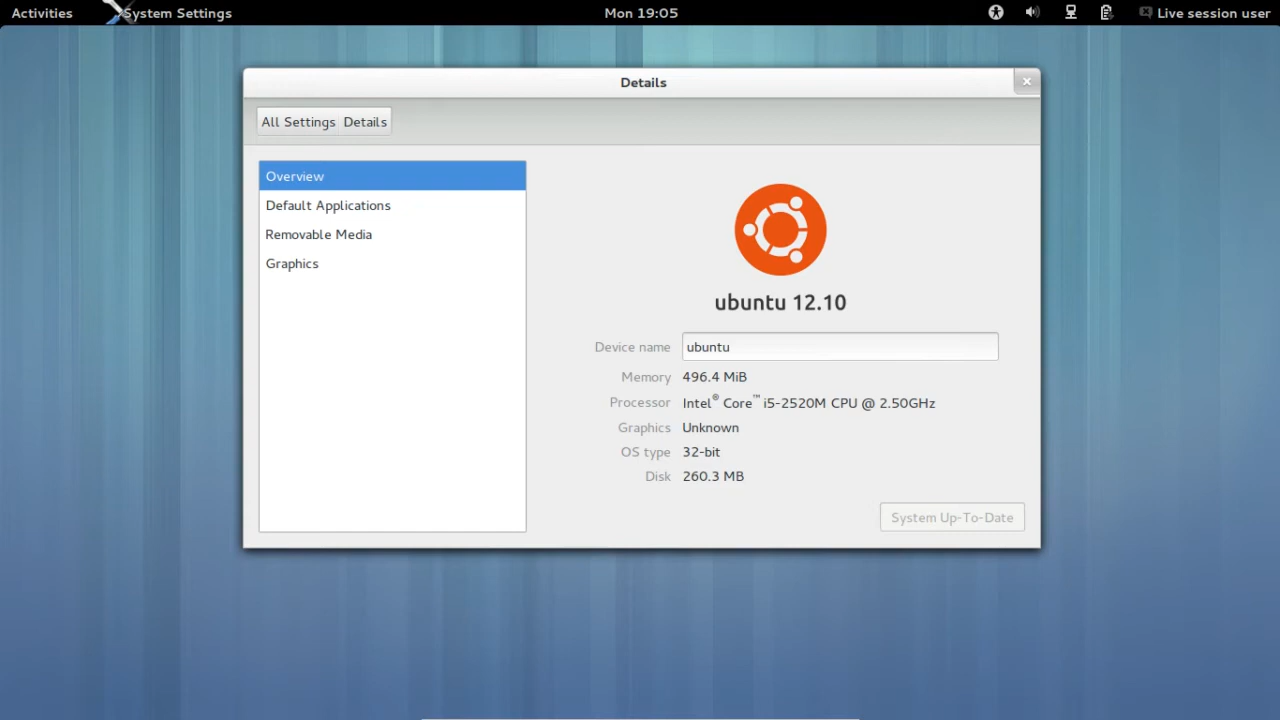 Activities System Settings Mon 19:05 Live session user
Details
All Settings Details
Overview
Default Applications
Removable Media
Graphics
ubuntu 12.10
Device name ubuntu
Memory 496.4 MiB
Processor Intel® Core™ i5-2520M CPU @ 2.50GHz
Graphics Unknown
OS type 32-bit
Disk 260.3 MB
System Up-To-Date